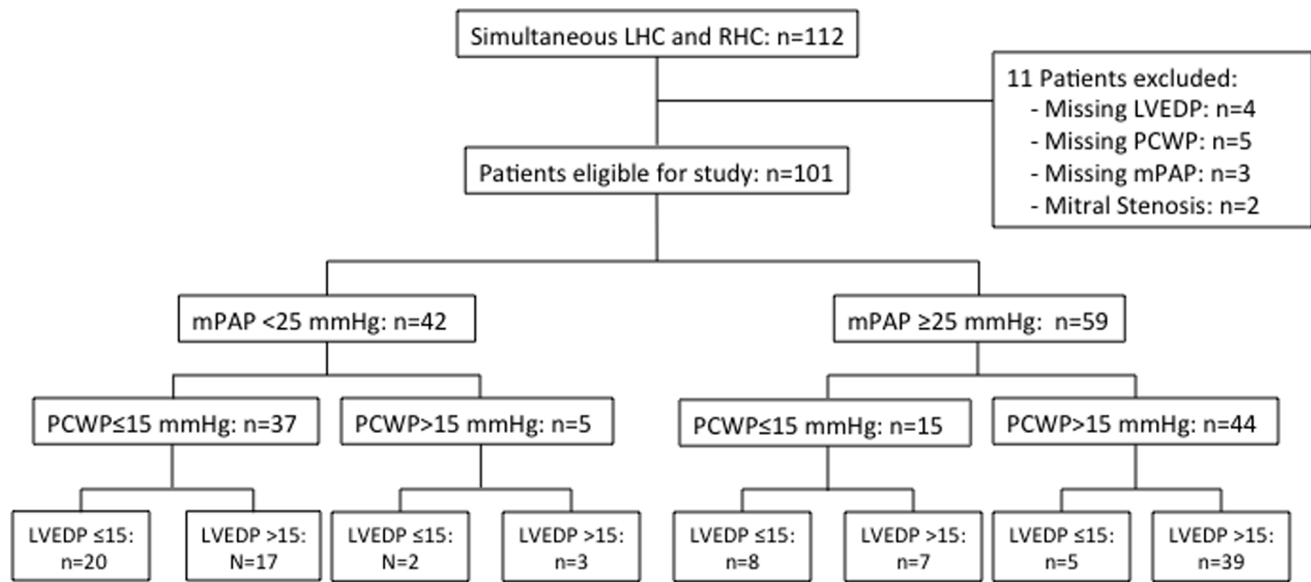 Simultaneous LHC and RHC: n=112
11 Patients excluded:
- Missing LVEDP: n=4
- Missing PCWP: n=5
- Missing mPAP: n=3
- Mitral Stenosis: n=2
Patients eligible for study: n=101
mPAP <25 mmHg: n=42
mPAP ≥25 mmHg: n=59
PCWP≤15 mmHg: n=37
PCWP>15 mmHg: n=5
PCWP≤15 mmHg: n=15
PCWP>15 mmHg: n=44
LVEDP ≤15:
n=20
LVEDP >15:
N=17
LVEDP ≤15:
N=2
LVEDP >15:
n=3
LVEDP ≤15:
n=8
LVEDP >15:
n=7
LVEDP ≤15:
n=5
LVEDP >15:
n=39